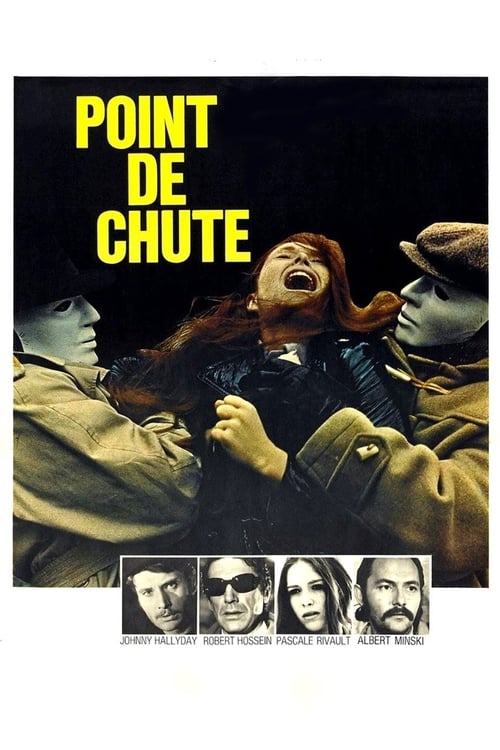 POINT
DE
CHUTE
JOHNNY HALLYDAY ROBERT HOSSEIN PASCALE RIVAULT ALBERT MINSKI